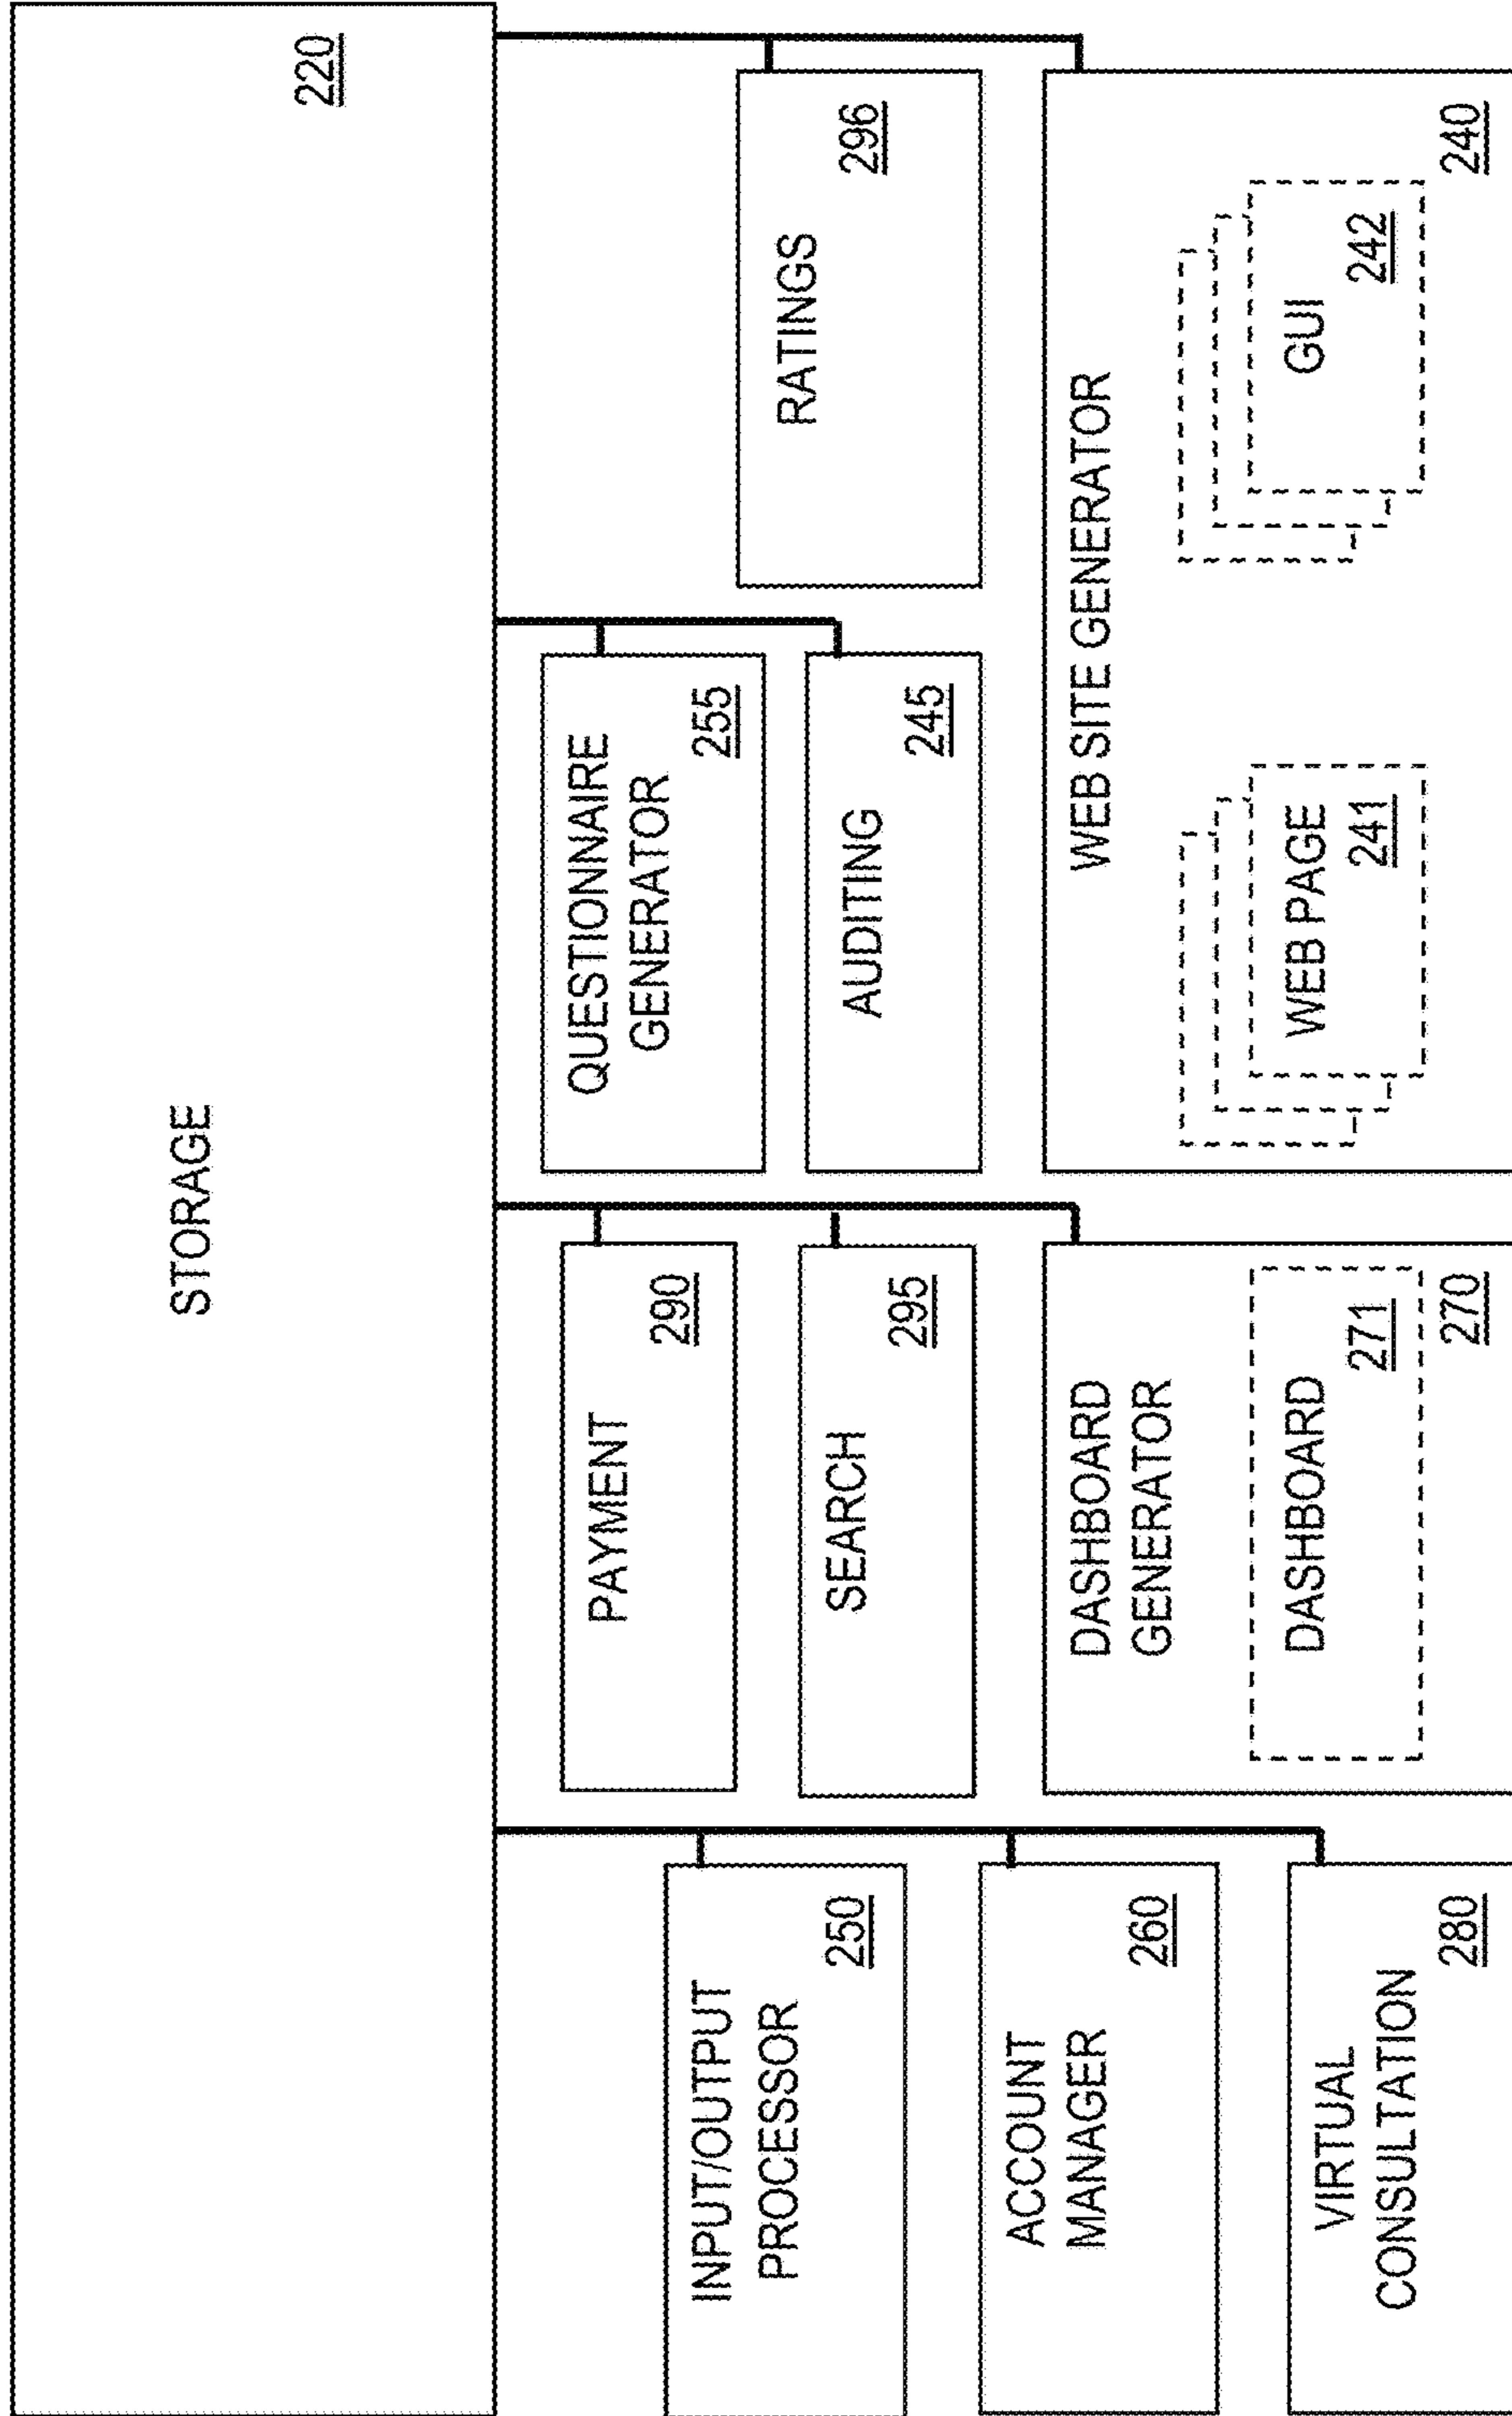 STORAGE
220
INPUT/OUTPUT
PROCESSOR
250
ACCOUNT
MANAGER
260
VIRTUAL
CONSULTATION
280
PAYMENT
290
SEARCH
295
DASHBOARD
GENERATOR
DASHBOARD
271
270
QUESTIONNAIRE
GENERATOR
255
AUDITING
245
RATINGS
296
WEB SITE GENERATOR
WEB PAGE
241
GUI
242
240